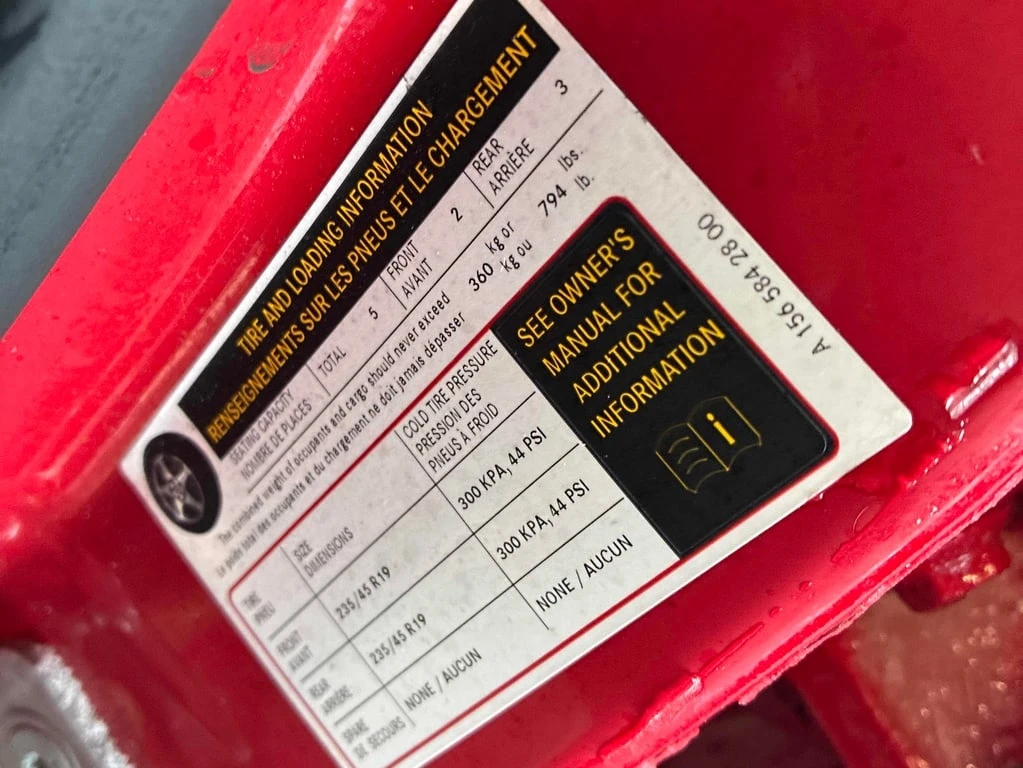 TIRE AND LOADING INFORMATION
RENSEIGNEMENTS SUR LES PNEUS ET LE CHARGEMENT
SEATING CAPACITY TOTAL 5 FRONT 2 REAR 3
NOMBRE DE PLACES AVANT ARRIÈRE
The combined weight of occupants and cargo should never exceed 360 kg or 794 lbs.
Le poids total des occupants et du chargement ne doit jamais dépasser kg ou lb.
TIRE SIZE COLD TIRE PRESSURE
PNEU DIMENSIONS PRESSION DES
PNEUS À FROID
FRONT 235/45 R19 300 KPA, 44 PSI
AVANT
REAR 235/45 R19 300 KPA, 44 PSI
ARRIÈRE
SPARE NONE / AUCUN NONE / AUCUN
DE SECOURS
SEE OWNER'S
MANUAL FOR
ADDITIONAL
INFORMATION
i
A 156 584 28 00